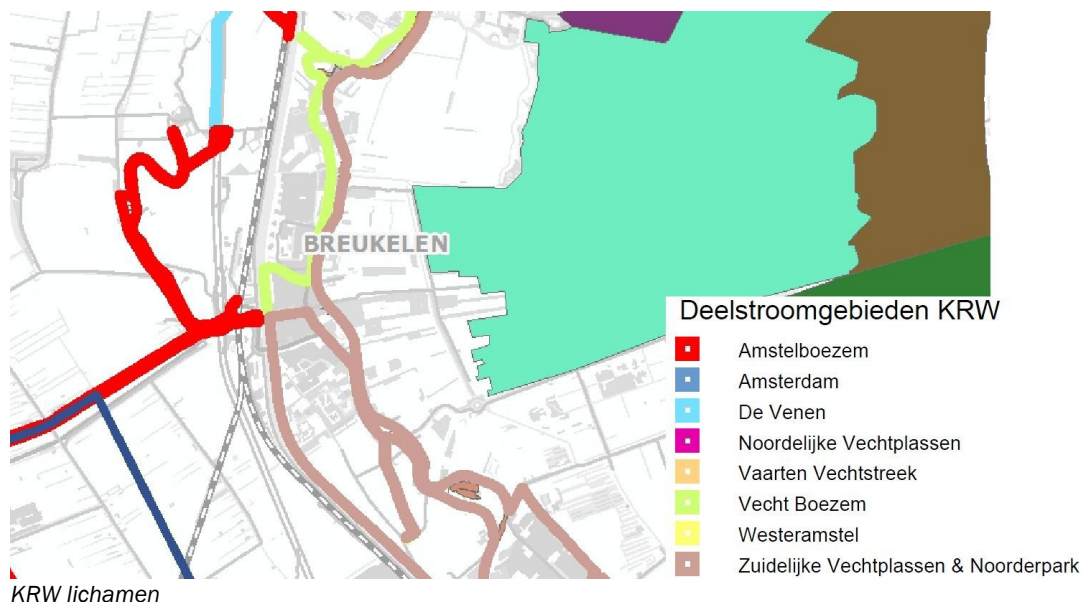 BREUKELEN
Deelstroomgebieden KRW
Amstelboezem
Amsterdam
De Venen
Noordelijke Vechtplassen
Vaarten Vechtstreek
Vecht Boezem
Westeramstel
Zuidelijke Vechtplassen & Noorderpark
KRW lichamen